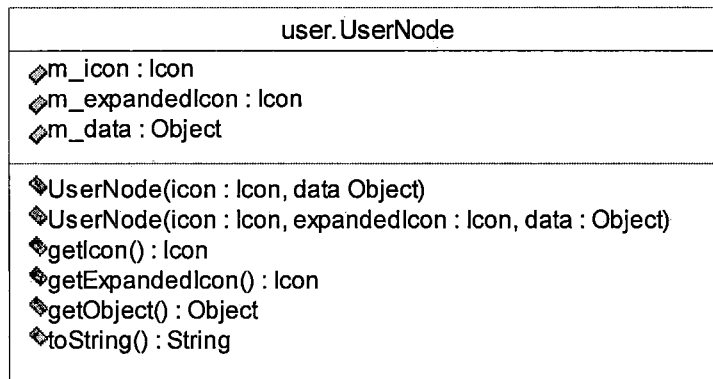 user.UserNode
m_icon : Icon
m_expandedIcon : Icon
m_data : Object
UserNode(icon : Icon, data Object)
UserNode(icon : Icon, expandedIcon : Icon, data : Object)
getIcon() : Icon
getExpandedIcon() : Icon
getObject() : Object
toString() : String